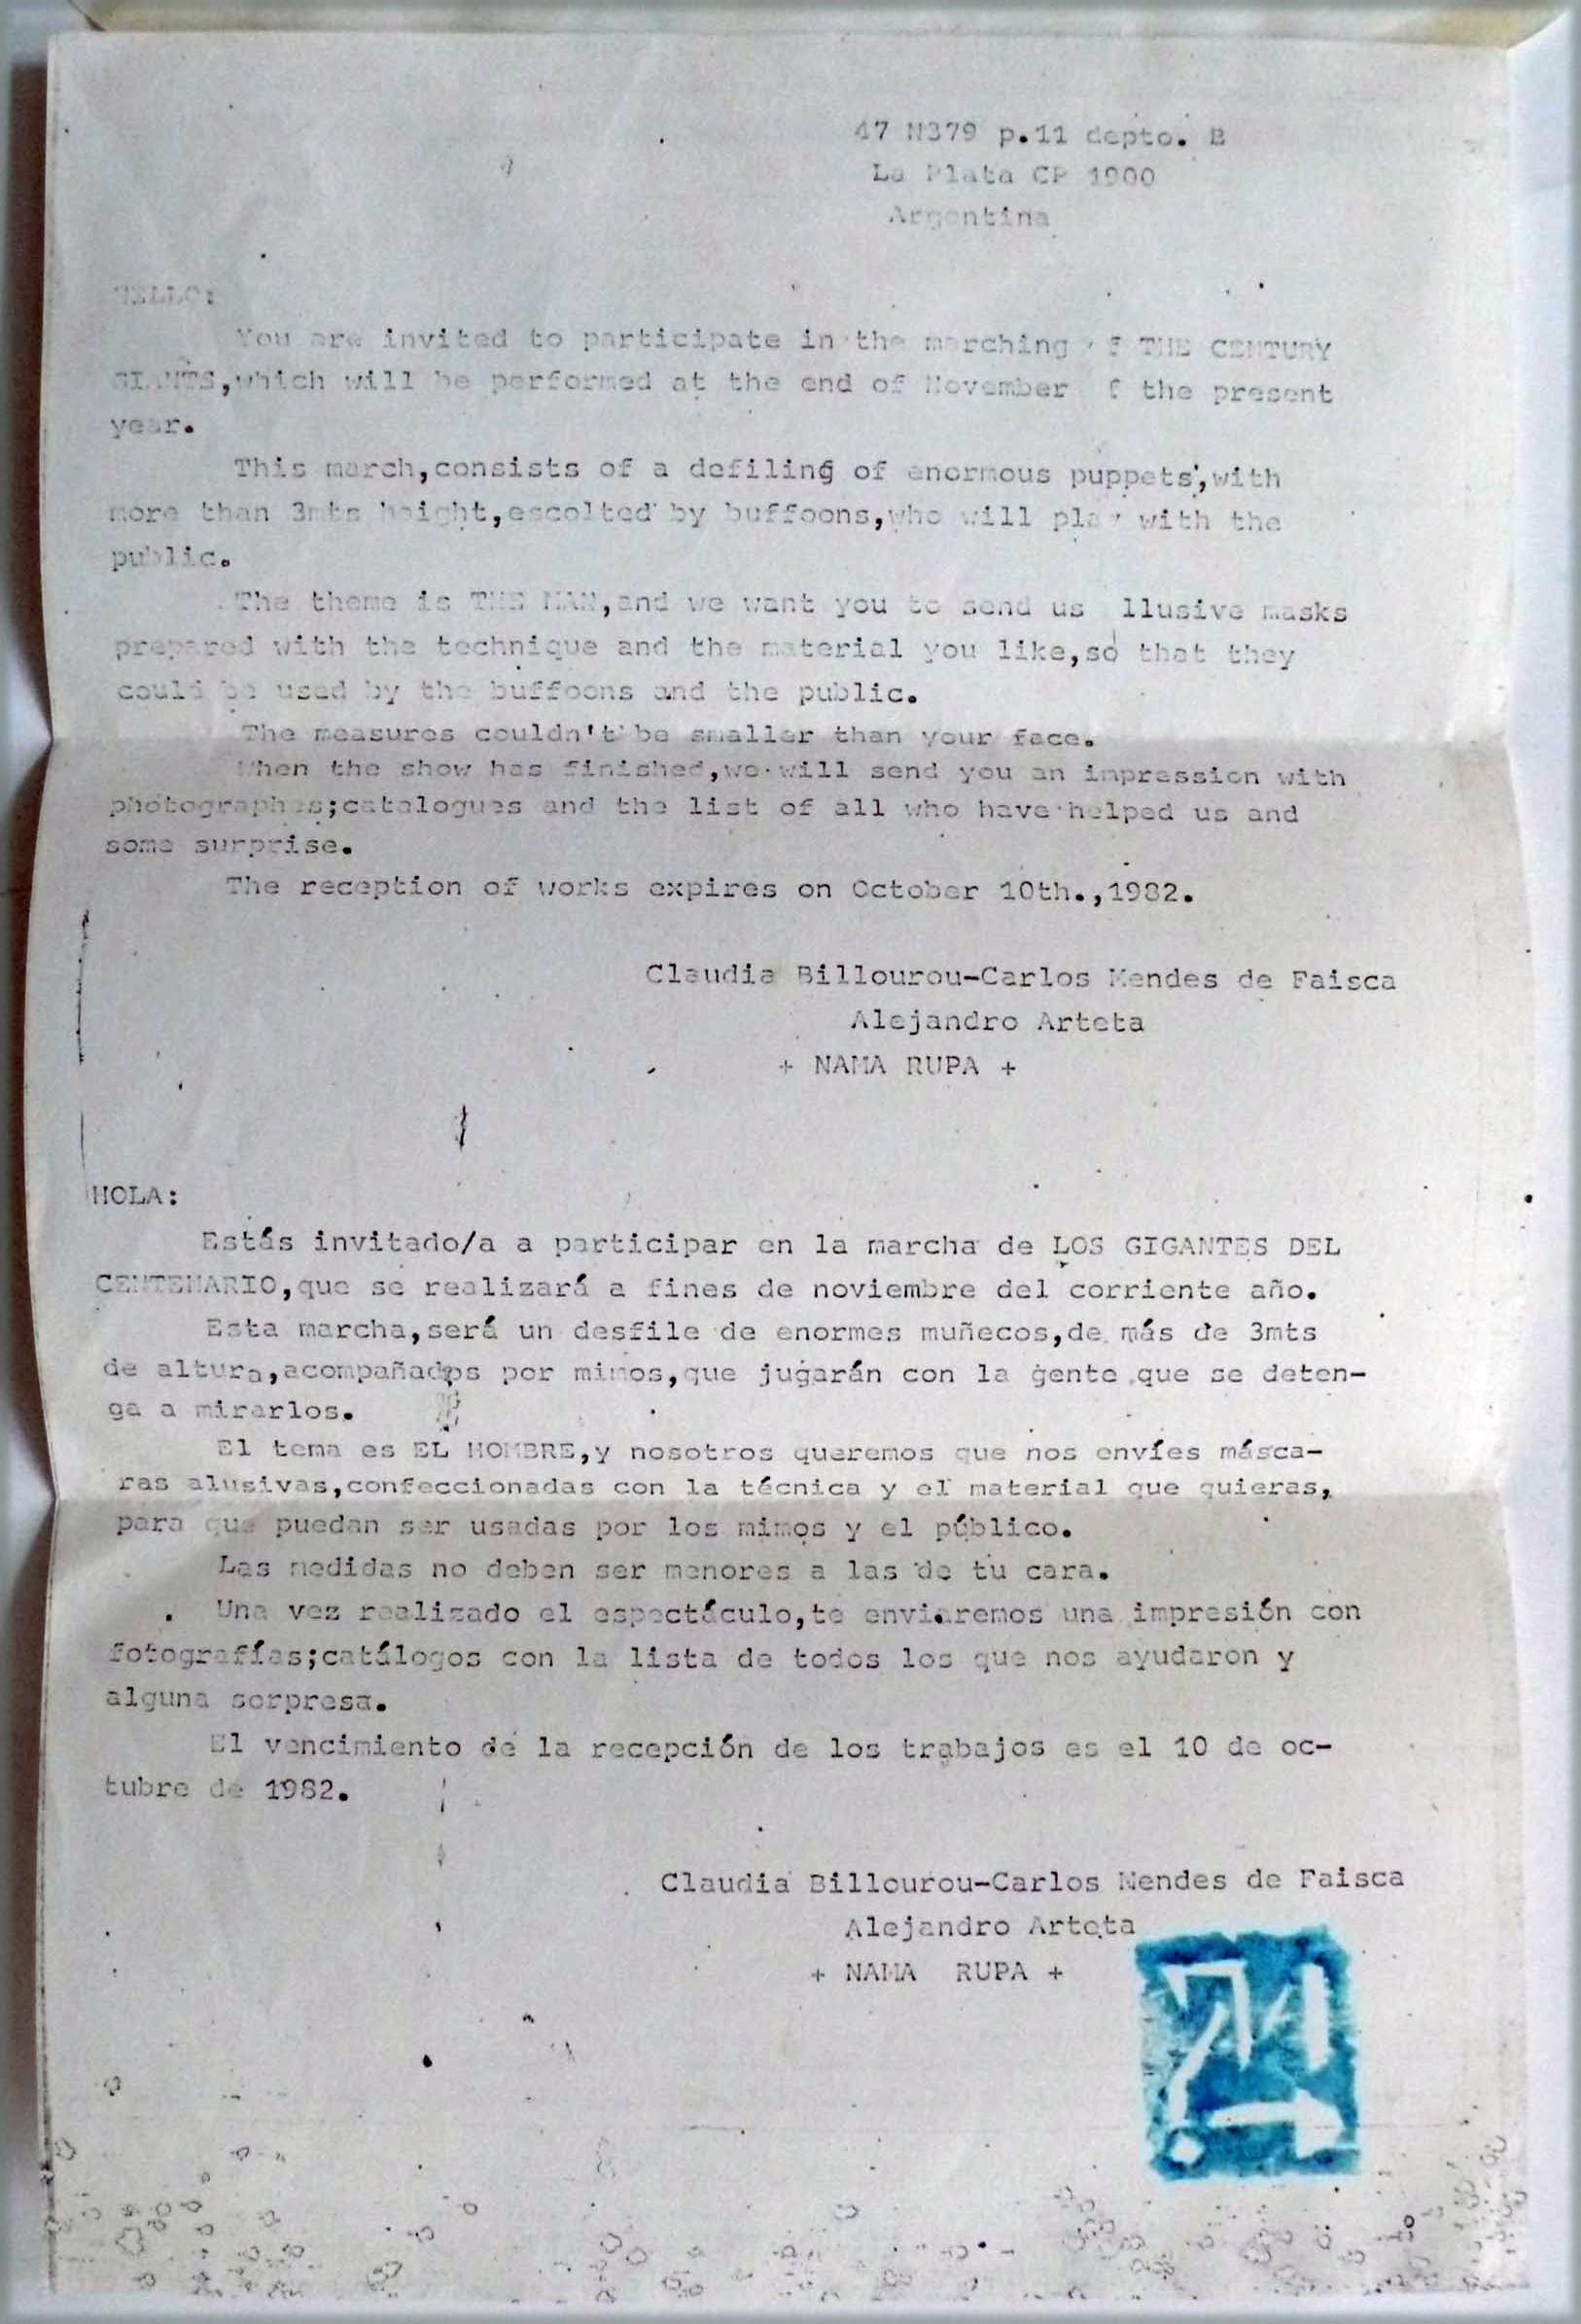 47 N379 p.11 depto. B
La Plata CP 1900
Argentina
HELLO:
You are invited to participate in the marching of THE CENTURY
GIANTS,which will be performed at the end of November of the present
year.
This march,consists of a defiling of enormous puppets,with
more than 3mts height,escolted by buffoons,who will play with the
public.
The theme is THE MAN,and we want you to send us llusive masks
prepared with the technique and the material you like,so that they
could be used by the buffoons and the public.
The measures couldn't be smaller than your face.
When the show has finished,we will send you an impression with
photographes;catalogues and the list of all who have helped us and
some surprise.
The reception of works expires on October 10th.,1982.
Claudia Billourou-Carlos Mendes de Faisca
Alejandro Arteta
+ NAMA RUPA +
HOLA:
Estás invitado/a a participar en la marcha de LOS GIGANTES DEL
CENTENARIO,que se realizará a fines de noviembre del corriente año.
Esta marcha,será un desfile de enormes muñecos,de más de 3mts
de altura,acompañados por mimos,que jugarán con la gente que se deten-
ga a mirarlos.
El tema es EL HOMBRE,y nosotros queremos que nos envíes másca-
ras alusivas,confeccionadas con la técnica y el material que quieras,
para que puedan ser usadas por los mimos y el público.
Las medidas no deben ser menores a las de tu cara.
Una vez realizado el espectáculo,te enviaremos una impresión con
fotografías;catálogos con la lista de todos los que nos ayudaron y
alguna sorpresa.
El vencimiento de la recepción de los trabajos es el 10 de oc-
tubre de 1982.
Claudia Billourou-Carlos Mendes de Faisca
Alejandro Arteta
+ NAMA RUPA +